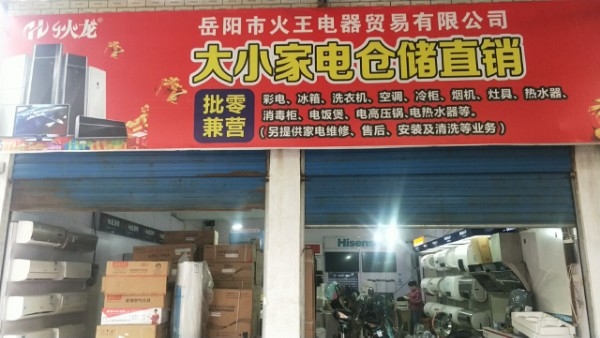 火龙
岳阳市火王电器贸易有限公司
大小家电仓储直销
批零
兼营
彩电、冰箱、洗衣机、空调、冷柜、烟机、灶具、热水器、
消毒柜、电饭煲、电高压锅、电热水器等。
(另提供家电维修、售后、安装及清洗等业务)
Hisense